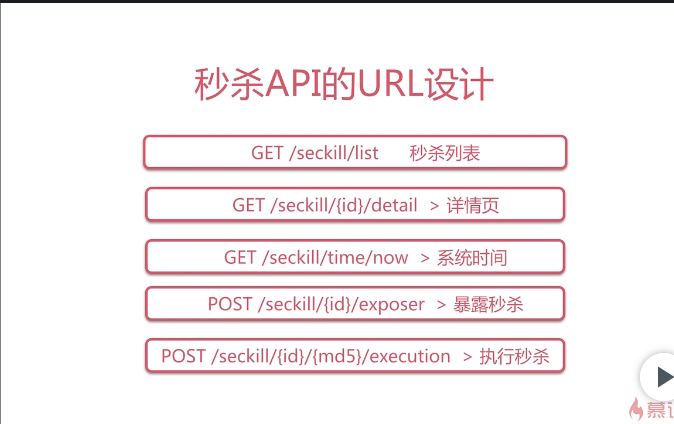 秒杀API的URL设计
GET /seckill/list 秒杀列表
GET /seckill/{id}/detail > 详情页
GET /seckill/time/now > 系统时间
POST /seckill/{id}/exposer > 暴露秒杀
POST /seckill/{id}/{md5}/execution > 执行秒杀
慕